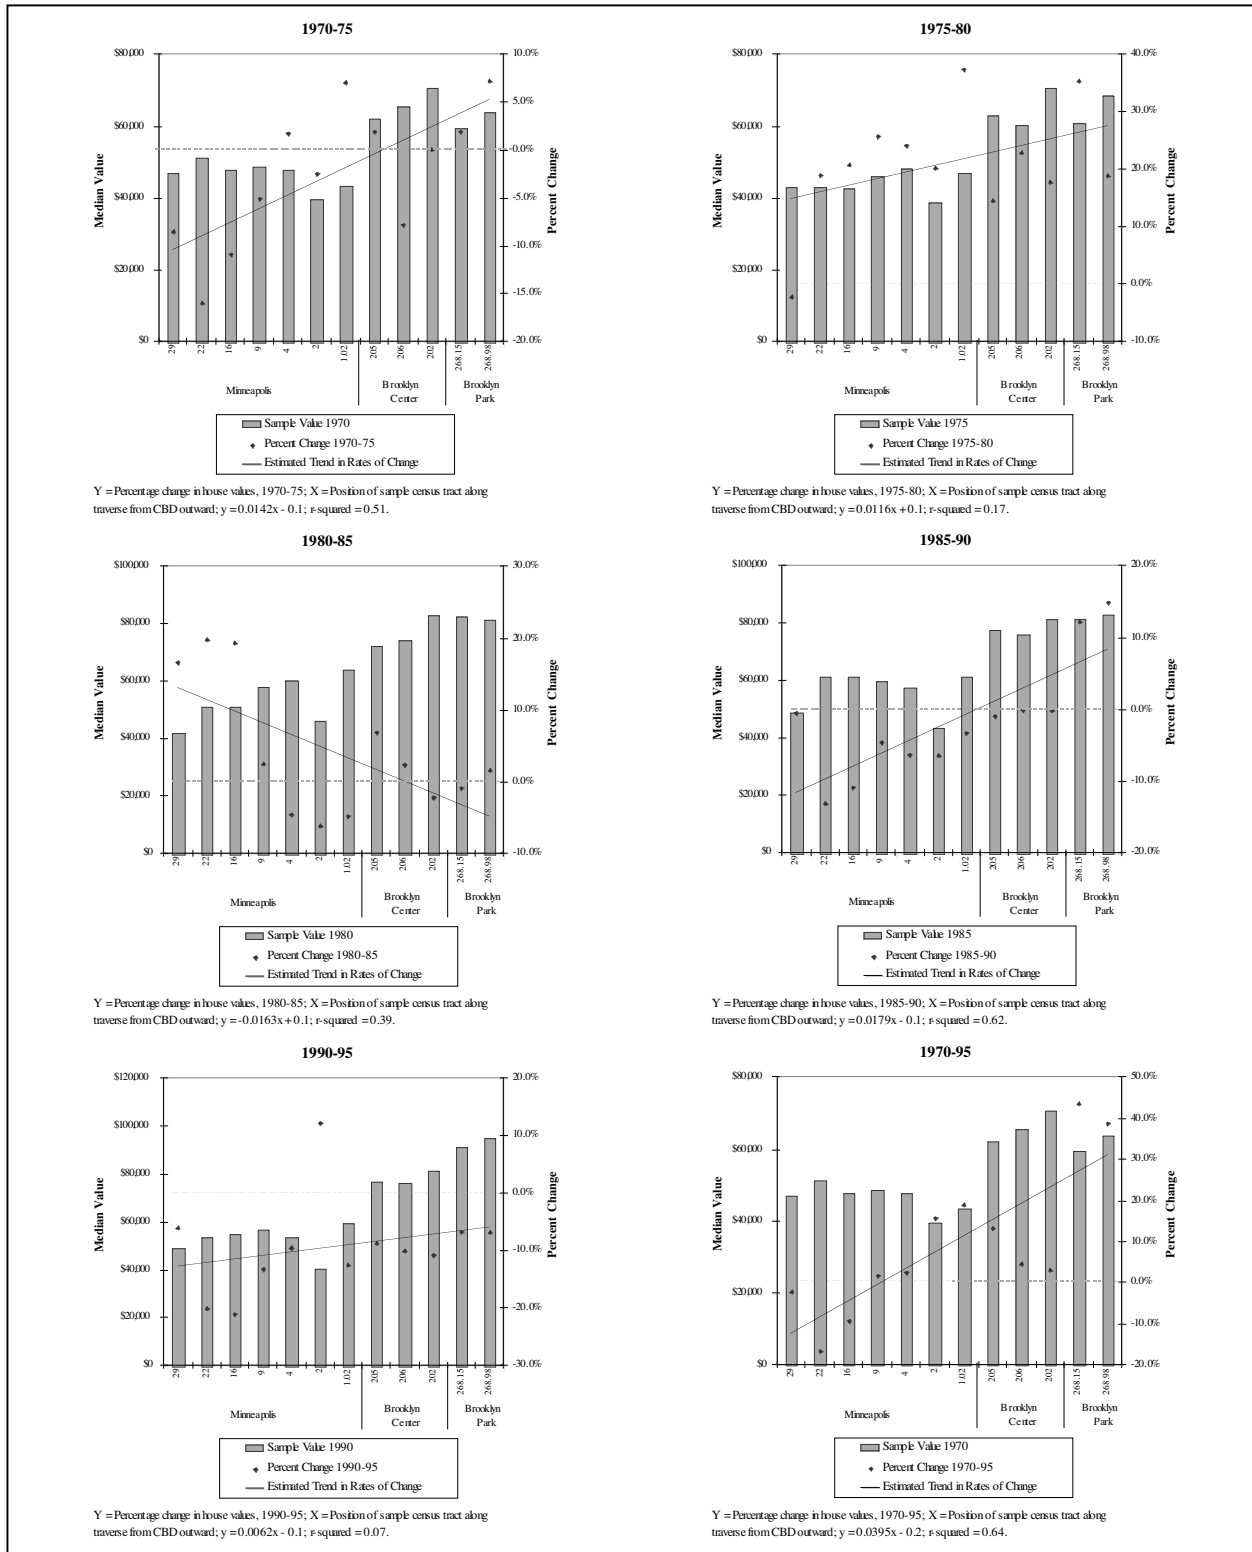 1970-75
$80,000
$60,000
$40,000
$20,000
$0
Median Value
10.0%
5.0%
-0.0%
-5.0%
-10.0%
-15.0%
-20.0%
Percent Change
29 22 16 9 4 2 1.02 205 206 202 268.15 268.98
Minneapolis
Brooklyn
Center
Brooklyn
Park
Sample Value 1970
Percent Change 1970-75
Estimated Trend in Rates of Change
Y = Percentage change in house values, 1970-75; X = Position of sample census tract along
traverse from CBD outward; y = 0.0142x - 0.1; r-squared = 0.51.
1975-80
$80,000
$60,000
$40,000
$20,000
$0
Median Value
40.0%
30.0%
20.0%
10.0%
0.0%
-10.0%
Percent Change
29 22 16 9 4 2 1.02 205 206 202 268.15 268.98
Minneapolis
Brooklyn
Center
Brooklyn
Park
Sample Value 1975
Percent Change 1975-80
Estimated Trend in Rates of Change
Y = Percentage change in house values, 1975-80; X = Position of sample census tract along
traverse from CBD outward; y = 0.0116x + 0.1; r-squared = 0.17.
1980-85
$100,000
$80,000
$60,000
$40,000
$20,000
$0
Median Value
30.0%
20.0%
10.0%
0.0%
-10.0%
Percent Change
29 22 16 9 4 2 1.02 205 206 202 268.15 268.98
Minneapolis
Brooklyn
Center
Brooklyn
Park
Sample Value 1980
Percent Change 1980-85
Estimated Trend in Rates of Change
Y = Percentage change in house values, 1980-85; X = Position of sample census tract along
traverse from CBD outward; y = -0.0163x + 0.1; r-squared = 0.39.
1985-90
$100,000
$80,000
$60,000
$40,000
$20,000
$0
Median Value
20.0%
10.0%
0.0%
-10.0%
-20.0%
Percent Change
29 22 16 9 4 2 1.02 205 206 202 268.15 268.98
Minneapolis
Brooklyn
Center
Brooklyn
Park
Sample Value 1985
Percent Change 1985-90
Estimated Trend in Rates of Change
Y = Percentage change in house values, 1985-90; X = Position of sample census tract along
traverse from CBD outward; y = 0.0179x - 0.1; r-squared = 0.62.
1990-95
$120,000
$100,000
$80,000
$60,000
$40,000
$20,000
$0
Median Value
20.0%
10.0%
0.0%
-10.0%
-20.0%
-30.0%
Percent Change
29 22 16 9 4 2 1.02 205 206 202 268.15 268.98
Minneapolis
Brooklyn
Center
Brooklyn
Park
Sample Value 1990
Percent Change 1990-95
Estimated Trend in Rates of Change
Y = Percentage change in house values, 1990-95; X = Position of sample census tract along
traverse from CBD outward; y = 0.0062x - 0.1; r-squared = 0.07.
1970-95
$80,000
$60,000
$40,000
$20,000
$0
Median Value
50.0%
40.0%
30.0%
20.0%
10.0%
0.0%
-10.0%
-20.0%
Percent Change
29 22 16 9 4 2 1.02 205 206 202 268.15 268.98
Minneapolis
Brooklyn
Center
Brooklyn
Park
Sample Value 1970
Percent Change 1970-95
Estimated Trend in Rates of Change
Y = Percentage change in house values, 1970-95; X = Position of sample census tract along
traverse from CBD outward; y = 0.0395x - 0.2; r-squared = 0.64.